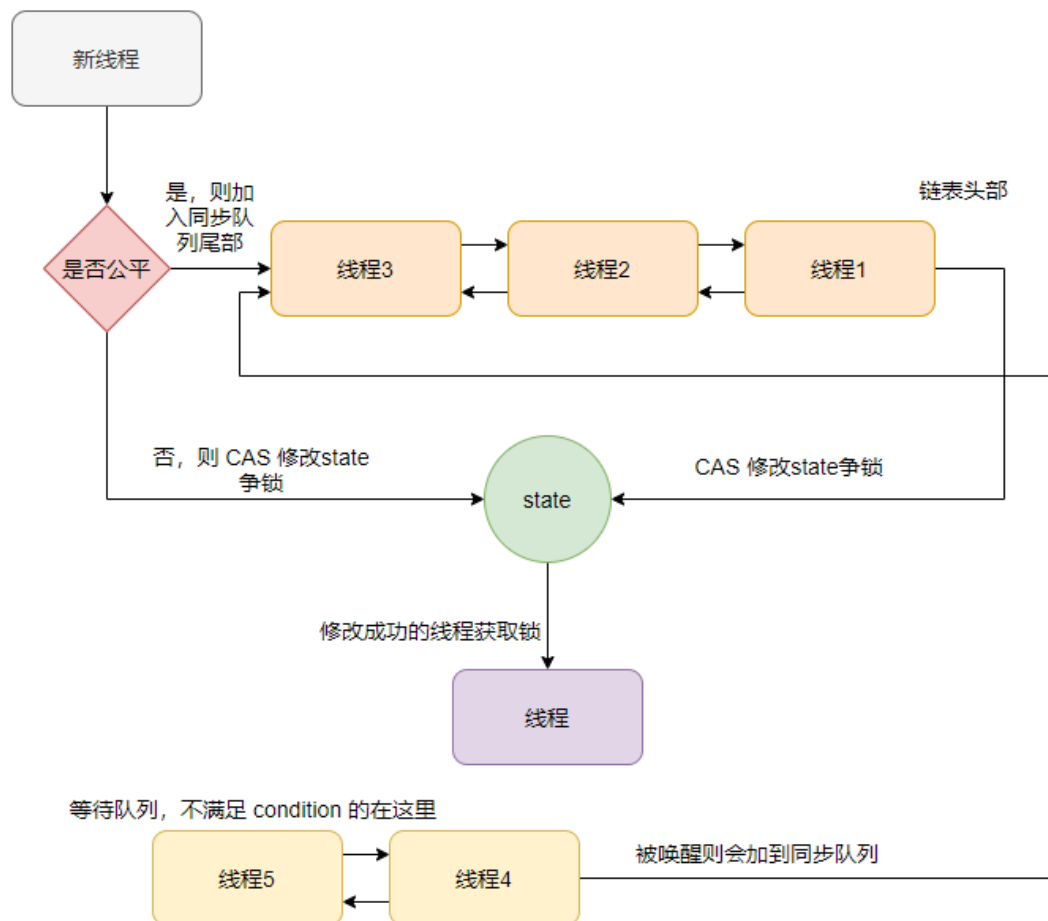 新线程
是，则加
入同步队
列尾部
链表头部
是否公平
线程3
线程2
线程1
否，则 CAS 修改state
争锁
CAS 修改state争锁
state
修改成功的线程获取锁
线程
等待队列，不满足 condition 的在这里
线程5
线程4
被唤醒则会加到同步队列